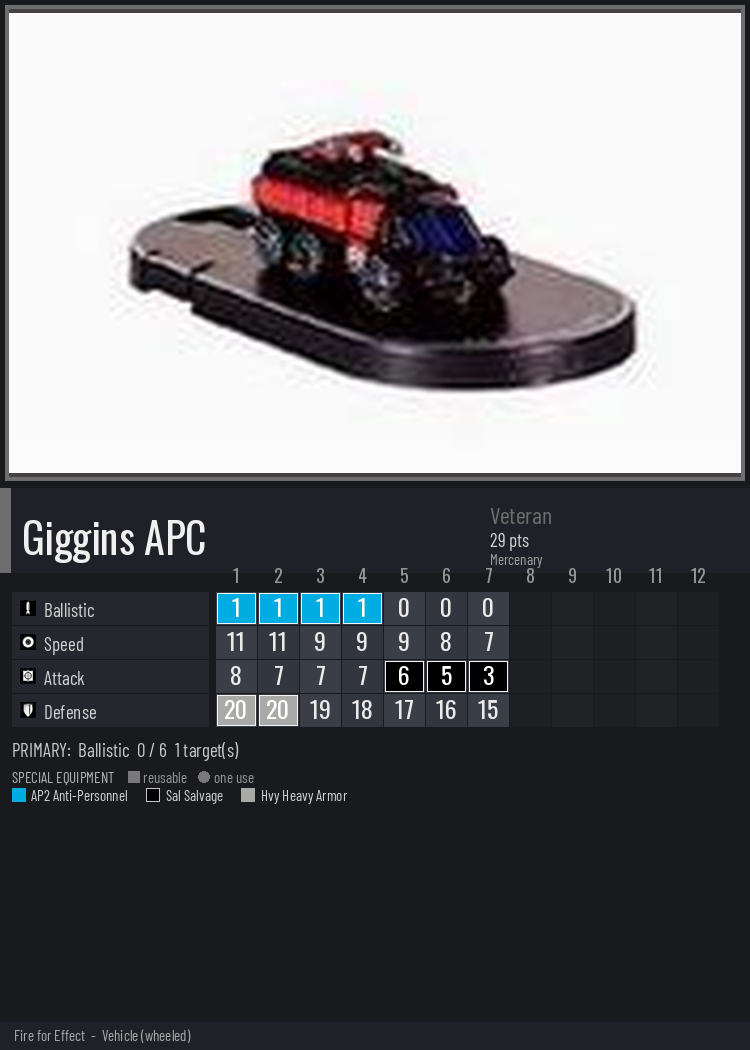 Giggins APC
Veteran
29 pts
Mercenary
1 2 3 4 5 6 7 8 9 10 11 12
Ballistic 1 1 1 1 0 0 0
Speed 11 11 9 9 9 8 7
Attack 8 7 7 7 6 5 3
Defense 20 20 19 18 17 16 15
PRIMARY: Ballistic 0 / 6 1 target(s)
SPECIAL EQUIPMENT reusable one use
AP2 Anti-Personnel Sal Salvage Hvy Heavy Armor
Fire for Effect - Vehicle (wheeled)